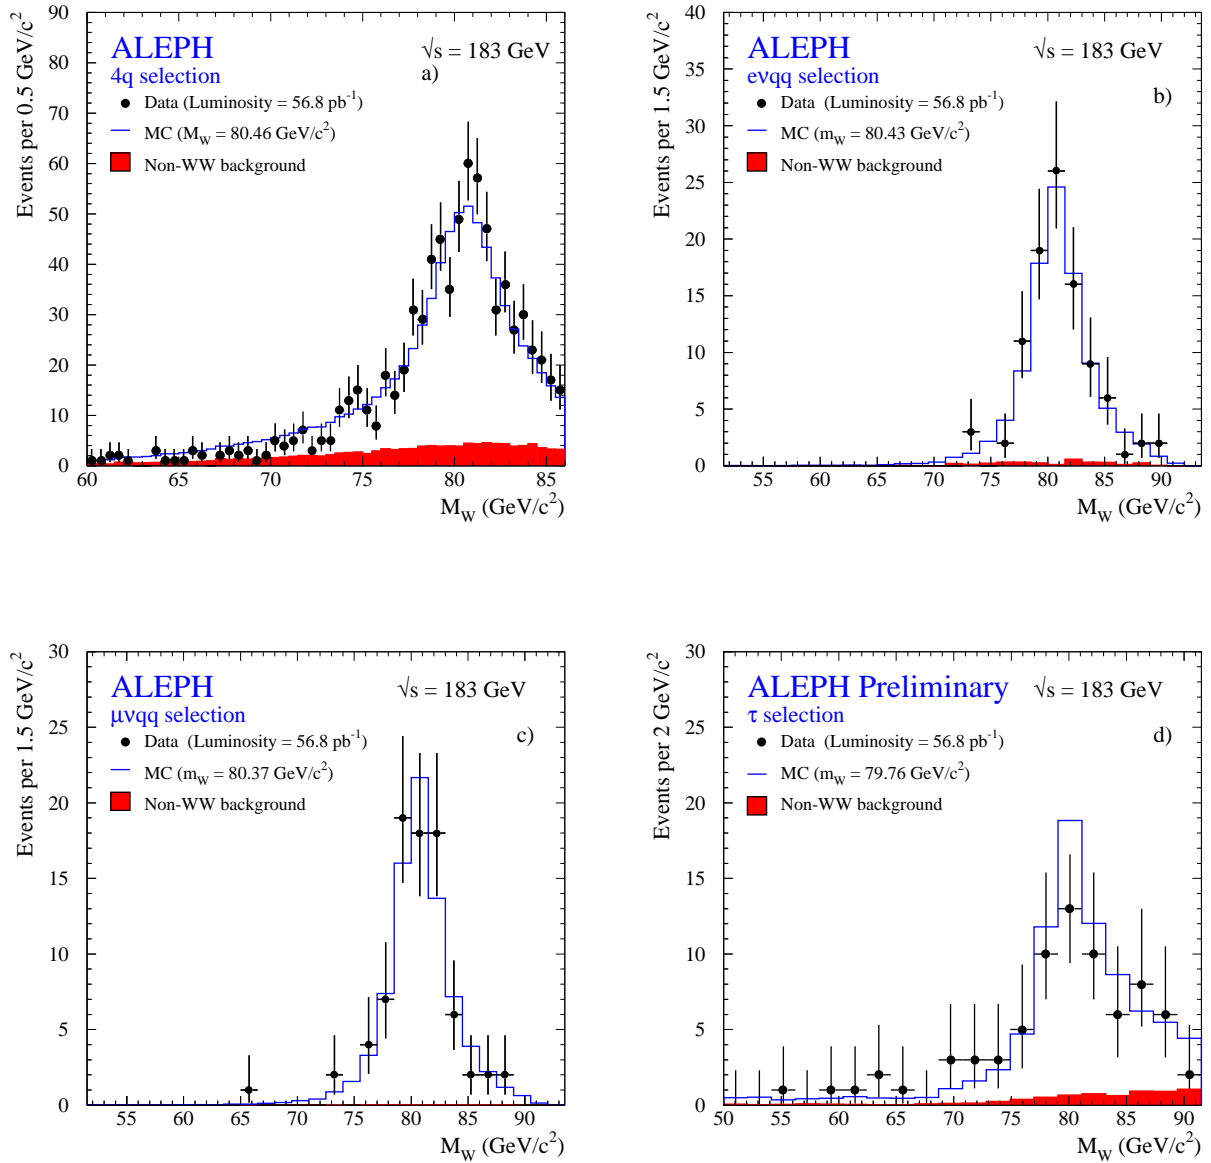 Events per 0.5 GeV/c²
90
80
70
60
50
40
30
20
10
0
ALEPH
√s = 183 GeV
4q selection
a)
Data (Luminosity = 56.8 pb⁻¹)
MC (M_W = 80.46 GeV/c²)
Non-WW background
60 65 70 75 80 85
M_W (GeV/c²)
Events per 1.5 GeV/c²
40
35
30
25
20
15
10
5
0
ALEPH
√s = 183 GeV
eνqq selection
b)
Data (Luminosity = 56.8 pb⁻¹)
MC (m_W = 80.43 GeV/c²)
Non-WW background
55 60 65 70 75 80 85 90
M_W (GeV/c²)
Events per 1.5 GeV/c²
30
25
20
15
10
5
0
ALEPH
√s = 183 GeV
μνqq selection
c)
Data (Luminosity = 56.8 pb⁻¹)
MC (m_W = 80.37 GeV/c²)
Non-WW background
55 60 65 70 75 80 85 90
M_W (GeV/c²)
Events per 2 GeV/c²
30
25
20
15
10
5
0
ALEPH Preliminary
√s = 183 GeV
τ selection
d)
Data (Luminosity = 56.8 pb⁻¹)
MC (m_W = 79.76 GeV/c²)
Non-WW background
50 55 60 65 70 75 80 85 90
M_W (GeV/c²)